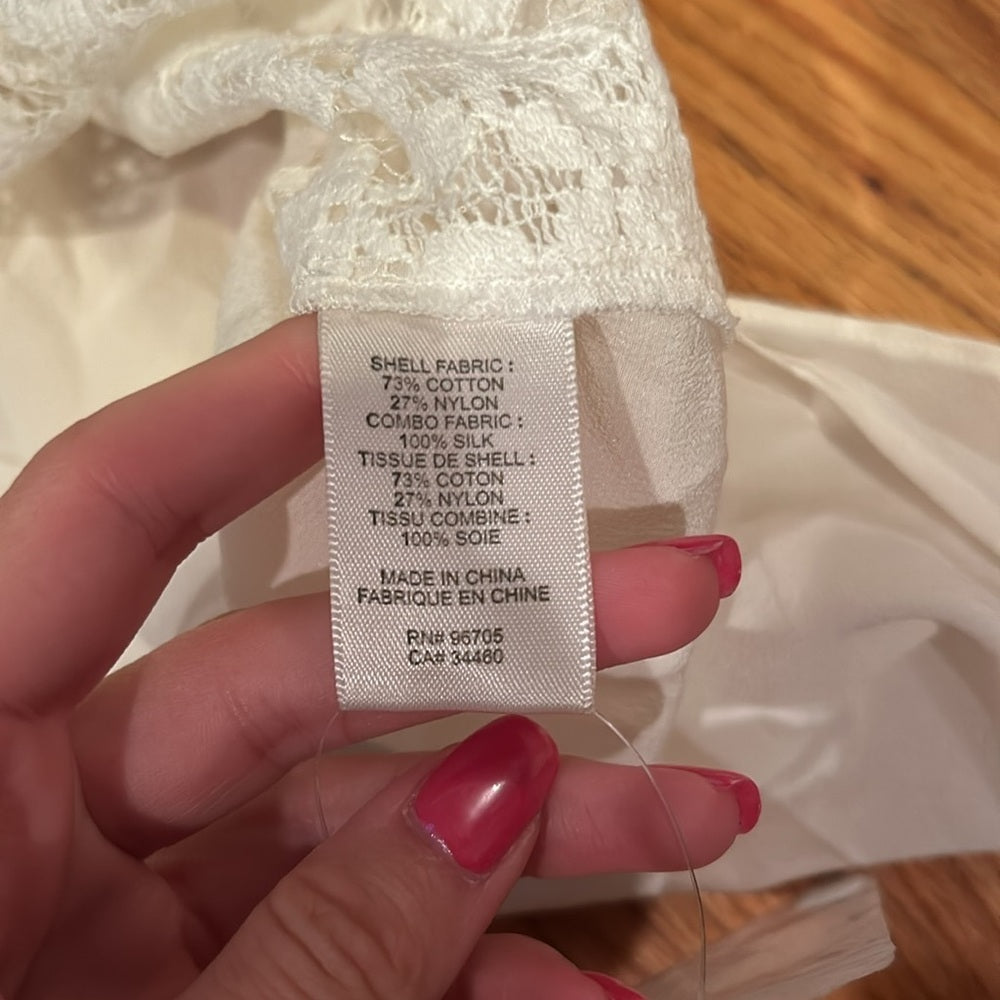 SHELL FABRIC :
73% COTTON
27% NYLON
COMBO FABRIC :
100% SILK
TISSUE DE SHELL :
73% COTON
27% NYLON
TISSU COMBINE :
100% SOIE
MADE IN CHINA
FABRIQUE EN CHINE
RN# 96705
CA# 34460